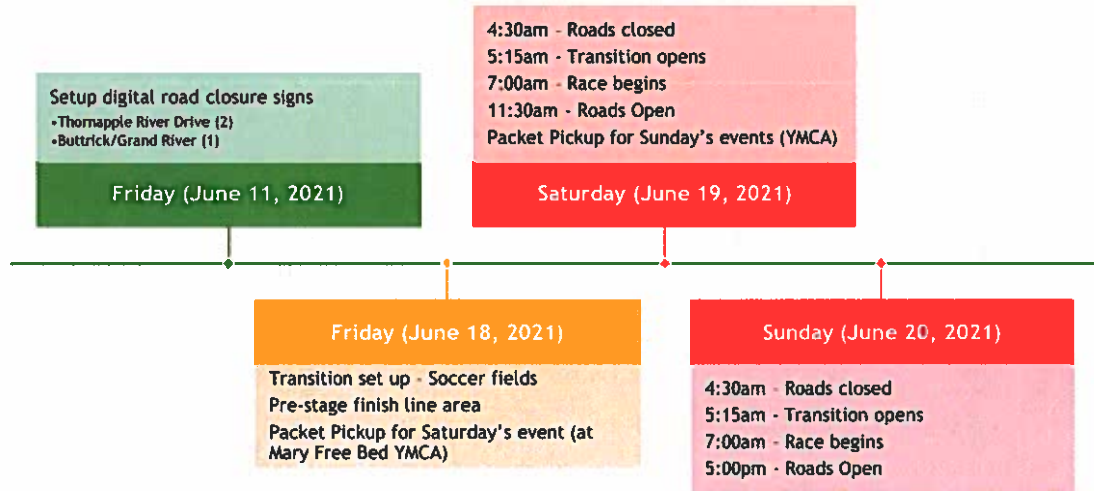 Setup digital road closure signs
•Thornapple River Drive (2)
•Buttrick/Grand River (1)
Friday (June 11, 2021)
4:30am - Roads closed
5:15am - Transition opens
7:00am - Race begins
11:30am - Roads Open
Packet Pickup for Sunday's events (YMCA)
Saturday (June 19, 2021)
Friday (June 18, 2021)
Transition set up - Soccer fields
Pre-stage finish line area
Packet Pickup for Saturday's event (at
Mary Free Bed YMCA)
Sunday (June 20, 2021)
4:30am - Roads closed
5:15am - Transition opens
7:00am - Race begins
5:00pm - Roads Open